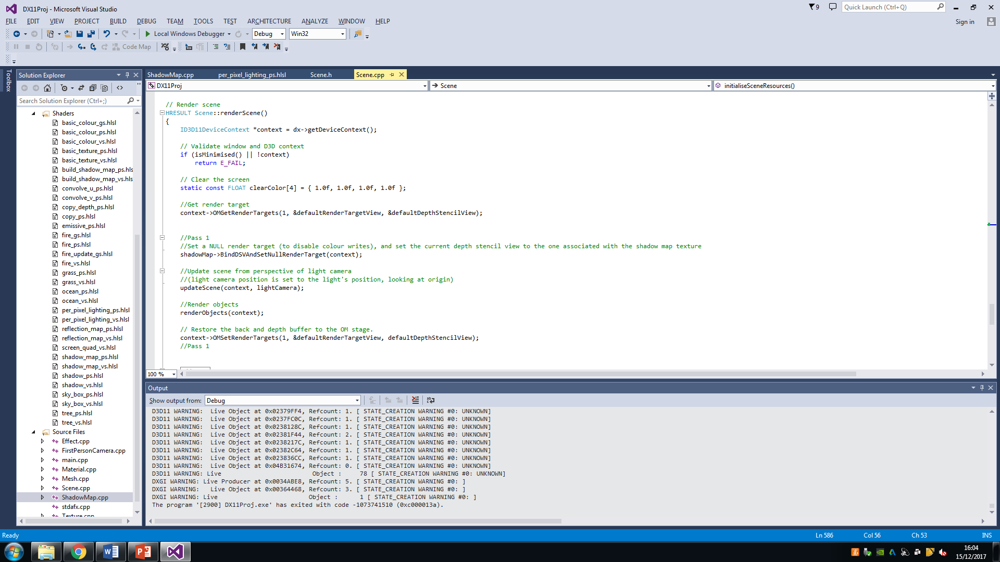 DX11Proj - Microsoft Visual Studio
9
Quick Launch (Ctrl+Q)
FILE EDIT VIEW PROJECT BUILD DEBUG TEAM TOOLS TEST ARCHITECTURE ANALYZE WINDOW HELP
Sign in
Local Windows Debugger Debug Win32
Code Map
Toolbox
Solution Explorer
Search Solution Explorer (Ctrl+;)
Shaders
basic_colour_gs.hlsl
basic_colour_ps.hlsl
basic_colour_vs.hlsl
basic_texture_ps.hlsl
basic_texture_vs.hlsl
build_shadow_map_ps.hls
build_shadow_map_vs.hls
convolve_u_ps.hlsl
convolve_v_ps.hlsl
copy_depth_ps.hlsl
copy_ps.hlsl
emissive_ps.hlsl
fire_gs.hlsl
fire_ps.hlsl
fire_update_gs.hlsl
fire_vs.hlsl
grass_ps.hlsl
grass_vs.hlsl
ocean_ps.hlsl
ocean_vs.hlsl
per_pixel_lighting_ps.hlsl
per_pixel_lighting_vs.hlsl
reflection_map_ps.hlsl
reflection_map_vs.hlsl
screen_quad_vs.hlsl
shadow_map_ps.hlsl
shadow_map_vs.hlsl
shadow_ps.hlsl
shadow_vs.hlsl
sky_box_ps.hlsl
sky_box_vs.hlsl
tree_ps.hlsl
tree_vs.hlsl
Source Files
Effect.cpp
FirstPersonCamera.cpp
main.cpp
Material.cpp
Mesh.cpp
Scene.cpp
ShadowMap.cpp
stdafx.cpp
Texture.cpp
ShadowMap.cpp per_pixel_lighting_ps.hlsl Scene.h Scene.cpp
DX11Proj Scene initialiseSceneResources()
// Render scene
HRESULT Scene::renderScene()
{
ID3D11DeviceContext *context = dx->getDeviceContext();
// Validate window and D3D context
if (isMinimised() || !context)
return E_FAIL;
// Clear the screen
static const FLOAT clearColor[4] = { 1.0f, 1.0f, 1.0f, 1.0f };
//Get render target
context->OMGetRenderTargets(1, &defaultRenderTargetView, &defaultDepthStencilView);
//Pass 1
//Set a NULL render target (to disable colour writes), and set the current depth stencil view to the one associated with the shadow map texture
shadowMap->BindDSVAndSetNullRenderTarget(context);
//Update scene from perspective of light camera
//(light camera position is set to the light's position, looking at origin)
updateScene(context, lightCamera);
//Render objects
renderObjects(context);
// Restore the back and depth buffer to the OM stage.
context->OMSetRenderTargets(1, &defaultRenderTargetView, defaultDepthStencilView);
//Pass 1
100 %
Output
Show output from: Debug
D3D11 WARNING: Live Object at 0x02379FF4, Refcount: 1. [ STATE_CREATION WARNING #0: UNKNOWN]
D3D11 WARNING: Live Object at 0x0237FC0C, Refcount: 1. [ STATE_CREATION WARNING #0: UNKNOWN]
D3D11 WARNING: Live Object at 0x0238128C, Refcount: 1. [ STATE_CREATION WARNING #0: UNKNOWN]
D3D11 WARNING: Live Object at 0x02381F44, Refcount: 2. [ STATE_CREATION WARNING #0: UNKNOWN]
D3D11 WARNING: Live Object at 0x0238217C, Refcount: 1. [ STATE_CREATION WARNING #0: UNKNOWN]
D3D11 WARNING: Live Object at 0x02382C64, Refcount: 1. [ STATE_CREATION WARNING #0: UNKNOWN]
D3D11 WARNING: Live Object at 0x023836CC, Refcount: 1. [ STATE_CREATION WARNING #0: UNKNOWN]
D3D11 WARNING: Live Object at 0x04B31674, Refcount: 0. [ STATE_CREATION WARNING #0: UNKNOWN]
D3D11 WARNING: Live Object : 78 [ STATE_CREATION WARNING #0: UNKNOWN]
DXGI WARNING: Live Producer at 0x0034ABE8, Refcount: 5. [ STATE_CREATION WARNING #0: ]
DXGI WARNING: Live Object at 0x00364468, Refcount: 3. [ STATE_CREATION WARNING #0: ]
DXGI WARNING: Live Object : 1 [ STATE_CREATION WARNING #0: ]
The program '[2900] DX11Proj.exe' has exited with code -1073741510 (0xc000013a).
Ready
Ln 586 Col 56 Ch 53 INS
16:04
15/12/2017